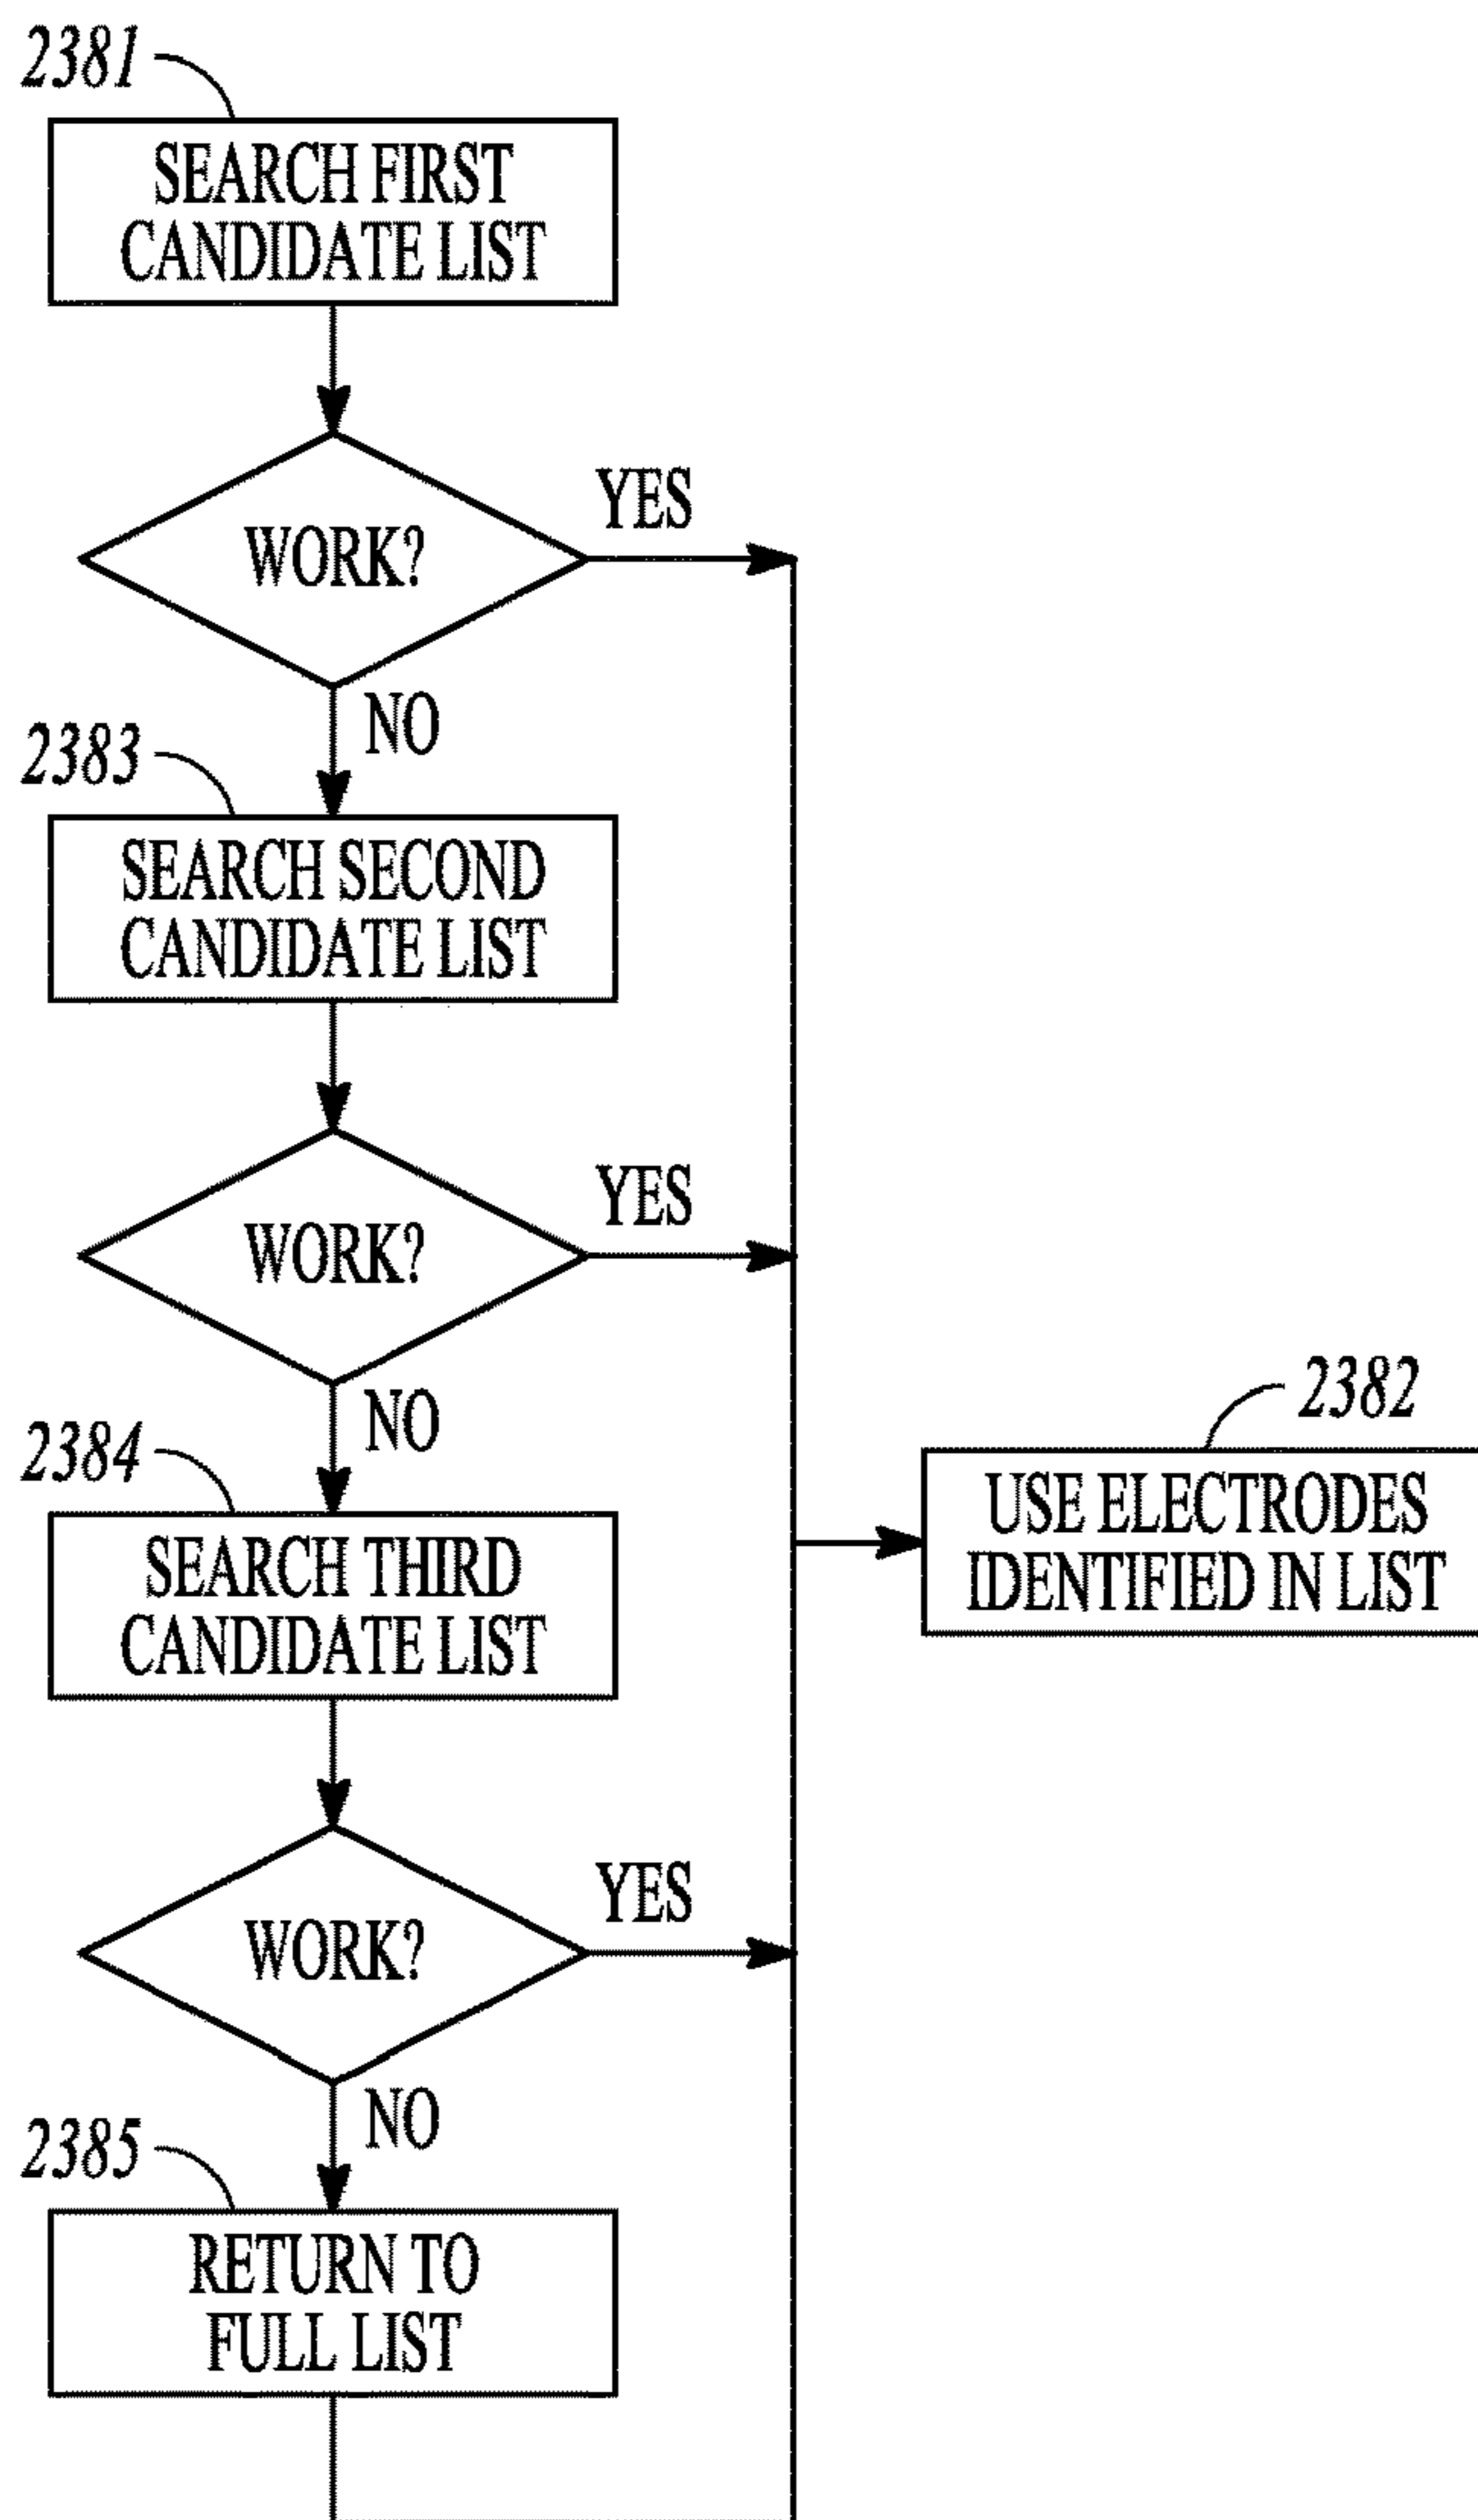 2381
SEARCH FIRST
CANDIDATE LIST
WORK?
YES
NO
2383
SEARCH SECOND
CANDIDATE LIST
WORK?
YES
NO
2384
SEARCH THIRD
CANDIDATE LIST
2382
USE ELECTRODES
IDENTIFIED IN LIST
WORK?
YES
NO
2385
RETURN TO
FULL LIST